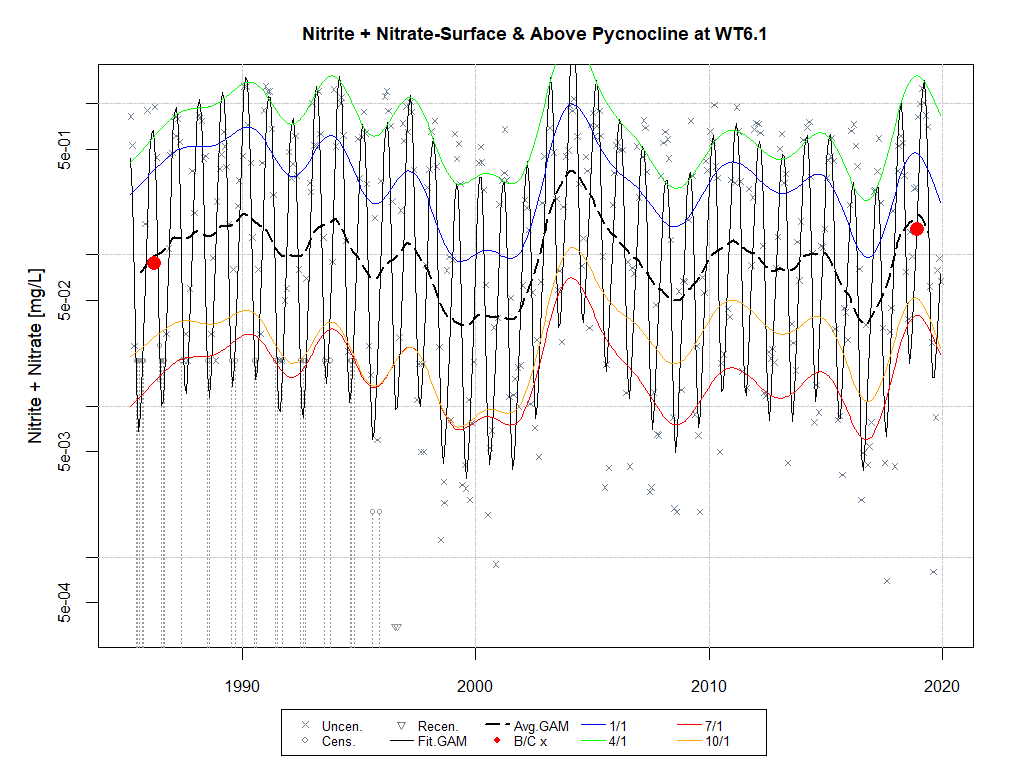 Nitrite + Nitrate-Surface & Above Pycnocline at WT6.1
Nitrite + Nitrate [mg/L]
5e-01
5e-02
5e-03
5e-04
1990 2000 2010 2020
Uncen. Recen. Avg.GAM 1/1 7/1
Cens. Fit.GAM B/C x 4/1 10/1